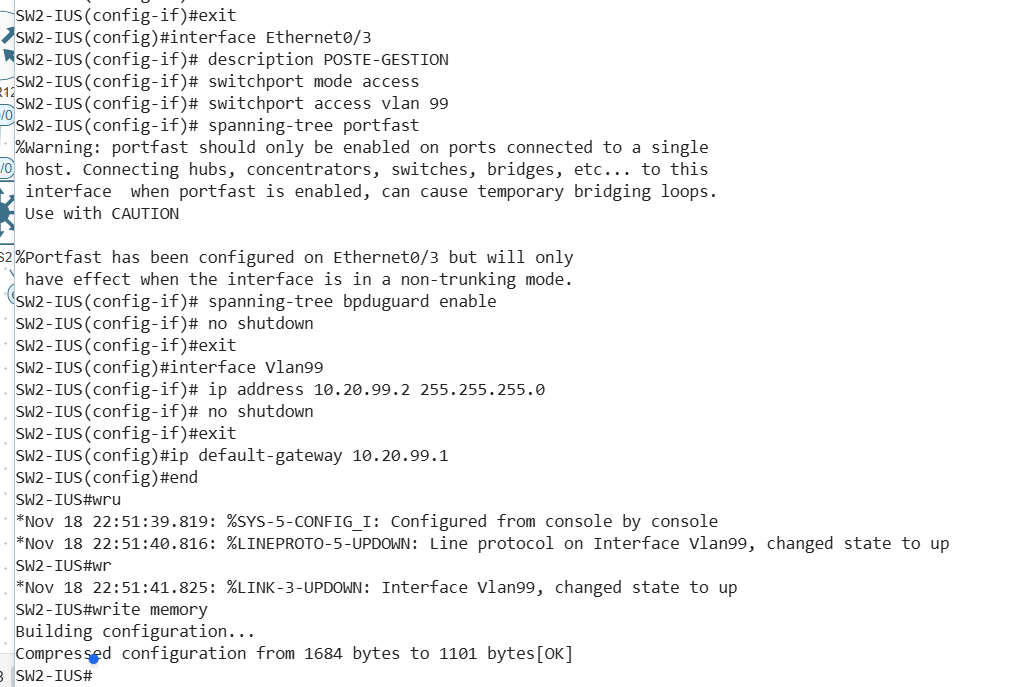 SW2-IUS(config-if)#exit
SW2-IUS(config)#interface Ethernet0/3
SW2-IUS(config-if)# description POSTE-GESTION
SW2-IUS(config-if)# switchport mode access
SW2-IUS(config-if)# switchport access vlan 99
SW2-IUS(config-if)# spanning-tree portfast
%Warning: portfast should only be enabled on ports connected to a single
 host. Connecting hubs, concentrators, switches, bridges, etc... to this
 interface  when portfast is enabled, can cause temporary bridging loops.
 Use with CAUTION

%Portfast has been configured on Ethernet0/3 but will only
 have effect when the interface is in a non-trunking mode.
SW2-IUS(config-if)# spanning-tree bpduguard enable
SW2-IUS(config-if)# no shutdown
SW2-IUS(config-if)#exit
SW2-IUS(config)#interface Vlan99
SW2-IUS(config-if)# ip address 10.20.99.2 255.255.255.0
SW2-IUS(config-if)# no shutdown
SW2-IUS(config-if)#exit
SW2-IUS(config)#ip default-gateway 10.20.99.1
SW2-IUS(config)#end
SW2-IUS#wru
*Nov 18 22:51:39.819: %SYS-5-CONFIG_I: Configured from console by console
*Nov 18 22:51:40.816: %LINEPROTO-5-UPDOWN: Line protocol on Interface Vlan99, changed state to up
SW2-IUS#wr
*Nov 18 22:51:41.825: %LINK-3-UPDOWN: Interface Vlan99, changed state to up
SW2-IUS#write memory
Building configuration...
Compressed configuration from 1684 bytes to 1101 bytes[OK]
SW2-IUS#